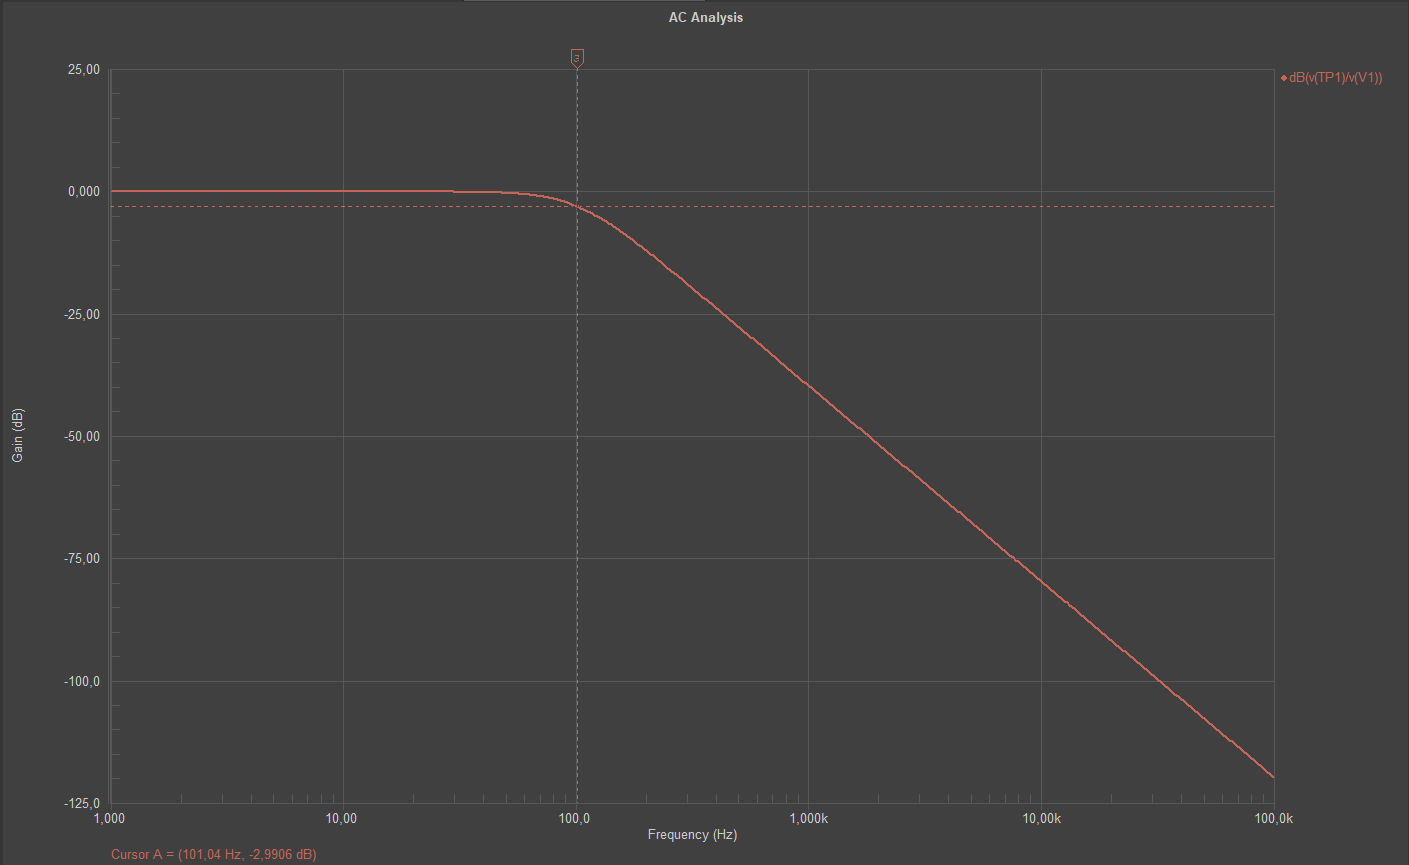 AC Analysis
dB(v(TP1)/v(V1))
25,00
0,000
-25,00
-50,00
-75,00
-100,0
-125,0
Gain (dB)
1,000
10,00
100,0
1,000k
10,00k
100,0k
Frequency (Hz)
Cursor A = (101,04 Hz, -2,9906 dB)